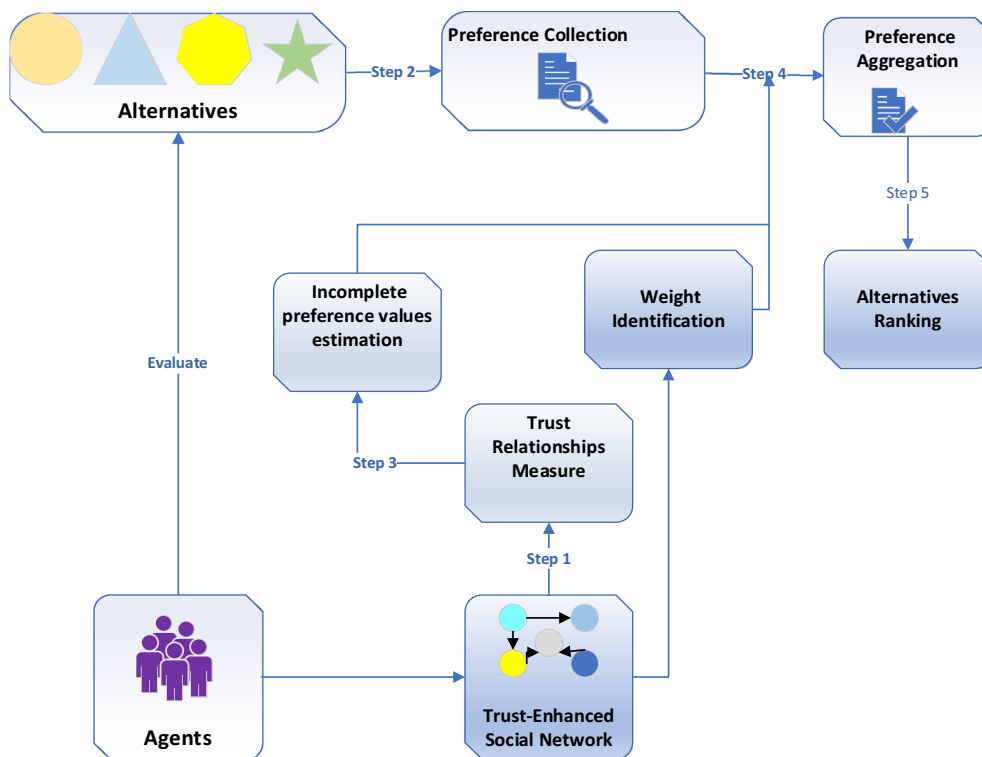 Preference Collection
Preference
Aggregation
Step 2
Step 4
Alternatives
Step 5
Incomplete
preference values
estimation
Weight
Identification
Alternatives
Ranking
Evaluate
Trust
Relationships
Measure
Step 3
Step 1
Trust-Enhanced
Social Network
Agents